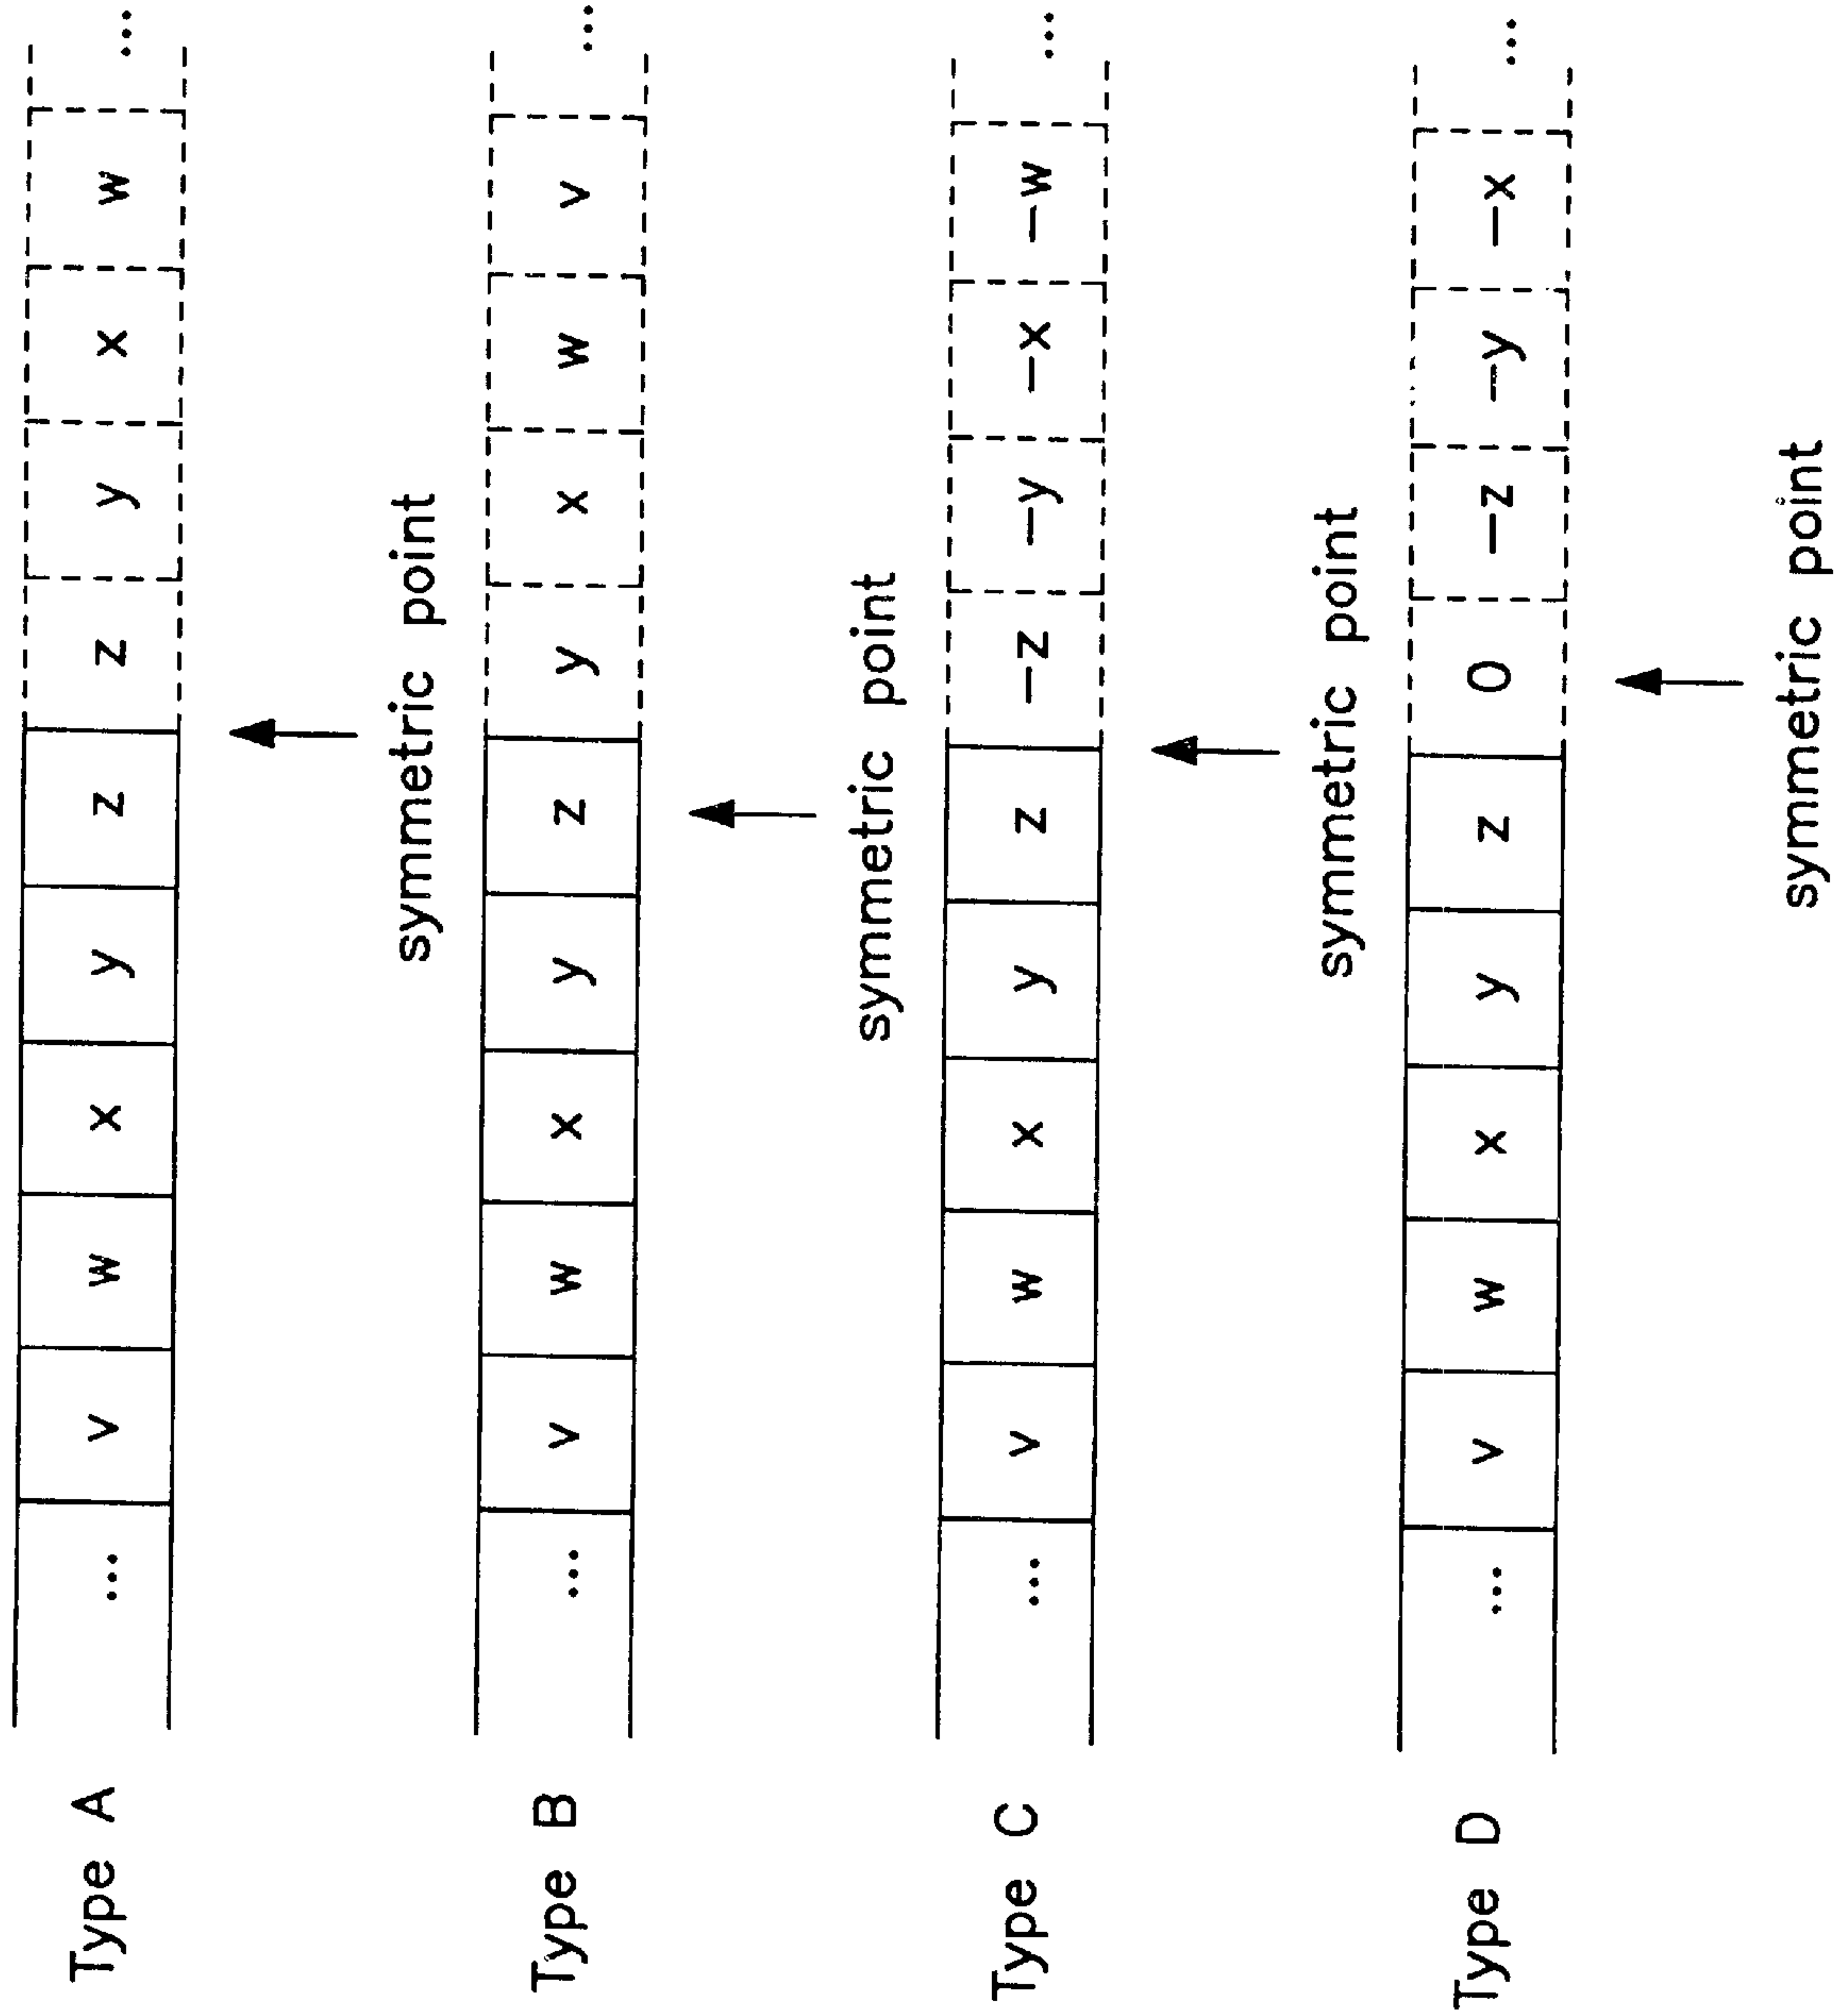 Type A ... v w x y z z y x w ...
symmetric point
Type B ... v w x y z y x w v ...
symmetric point
Type C ... v w x y z −z −y −x −w ...
symmetric point
Type D ... v w x y z 0 −z −y −x ...
symmetric point